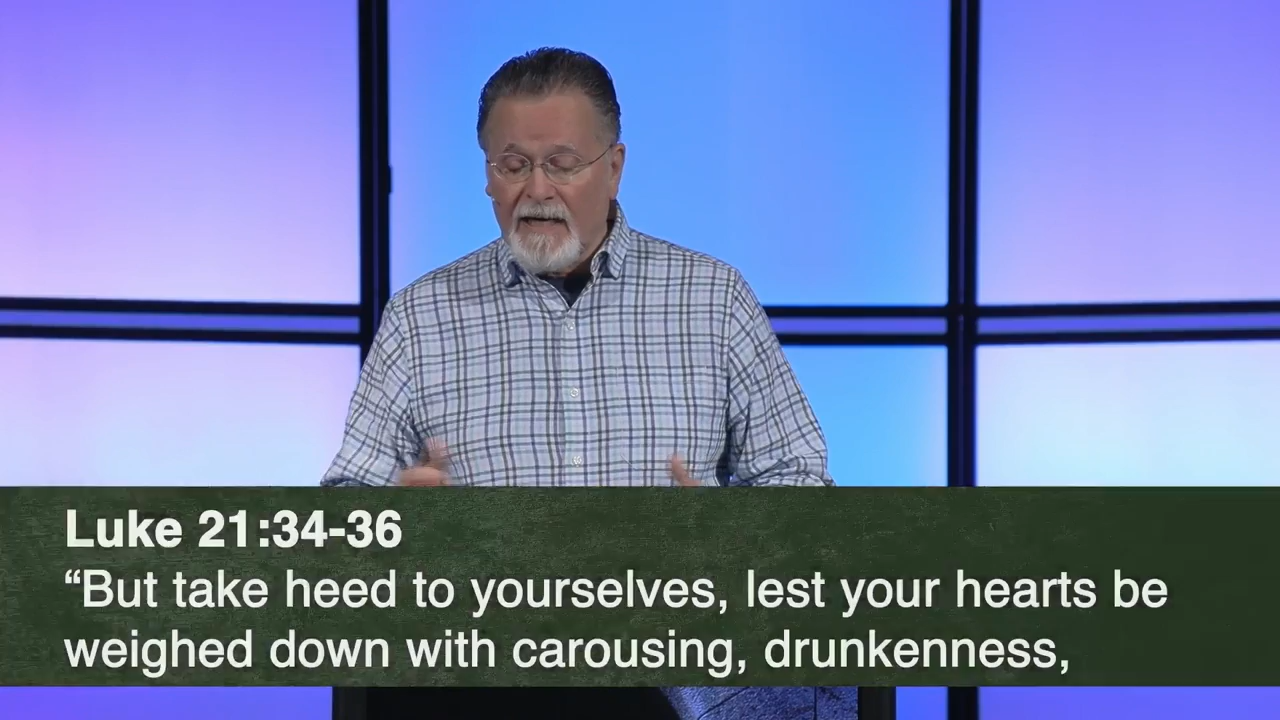 Luke 21:34-36
“But take heed to yourselves, lest your hearts be
weighed down with carousing, drunkenness,